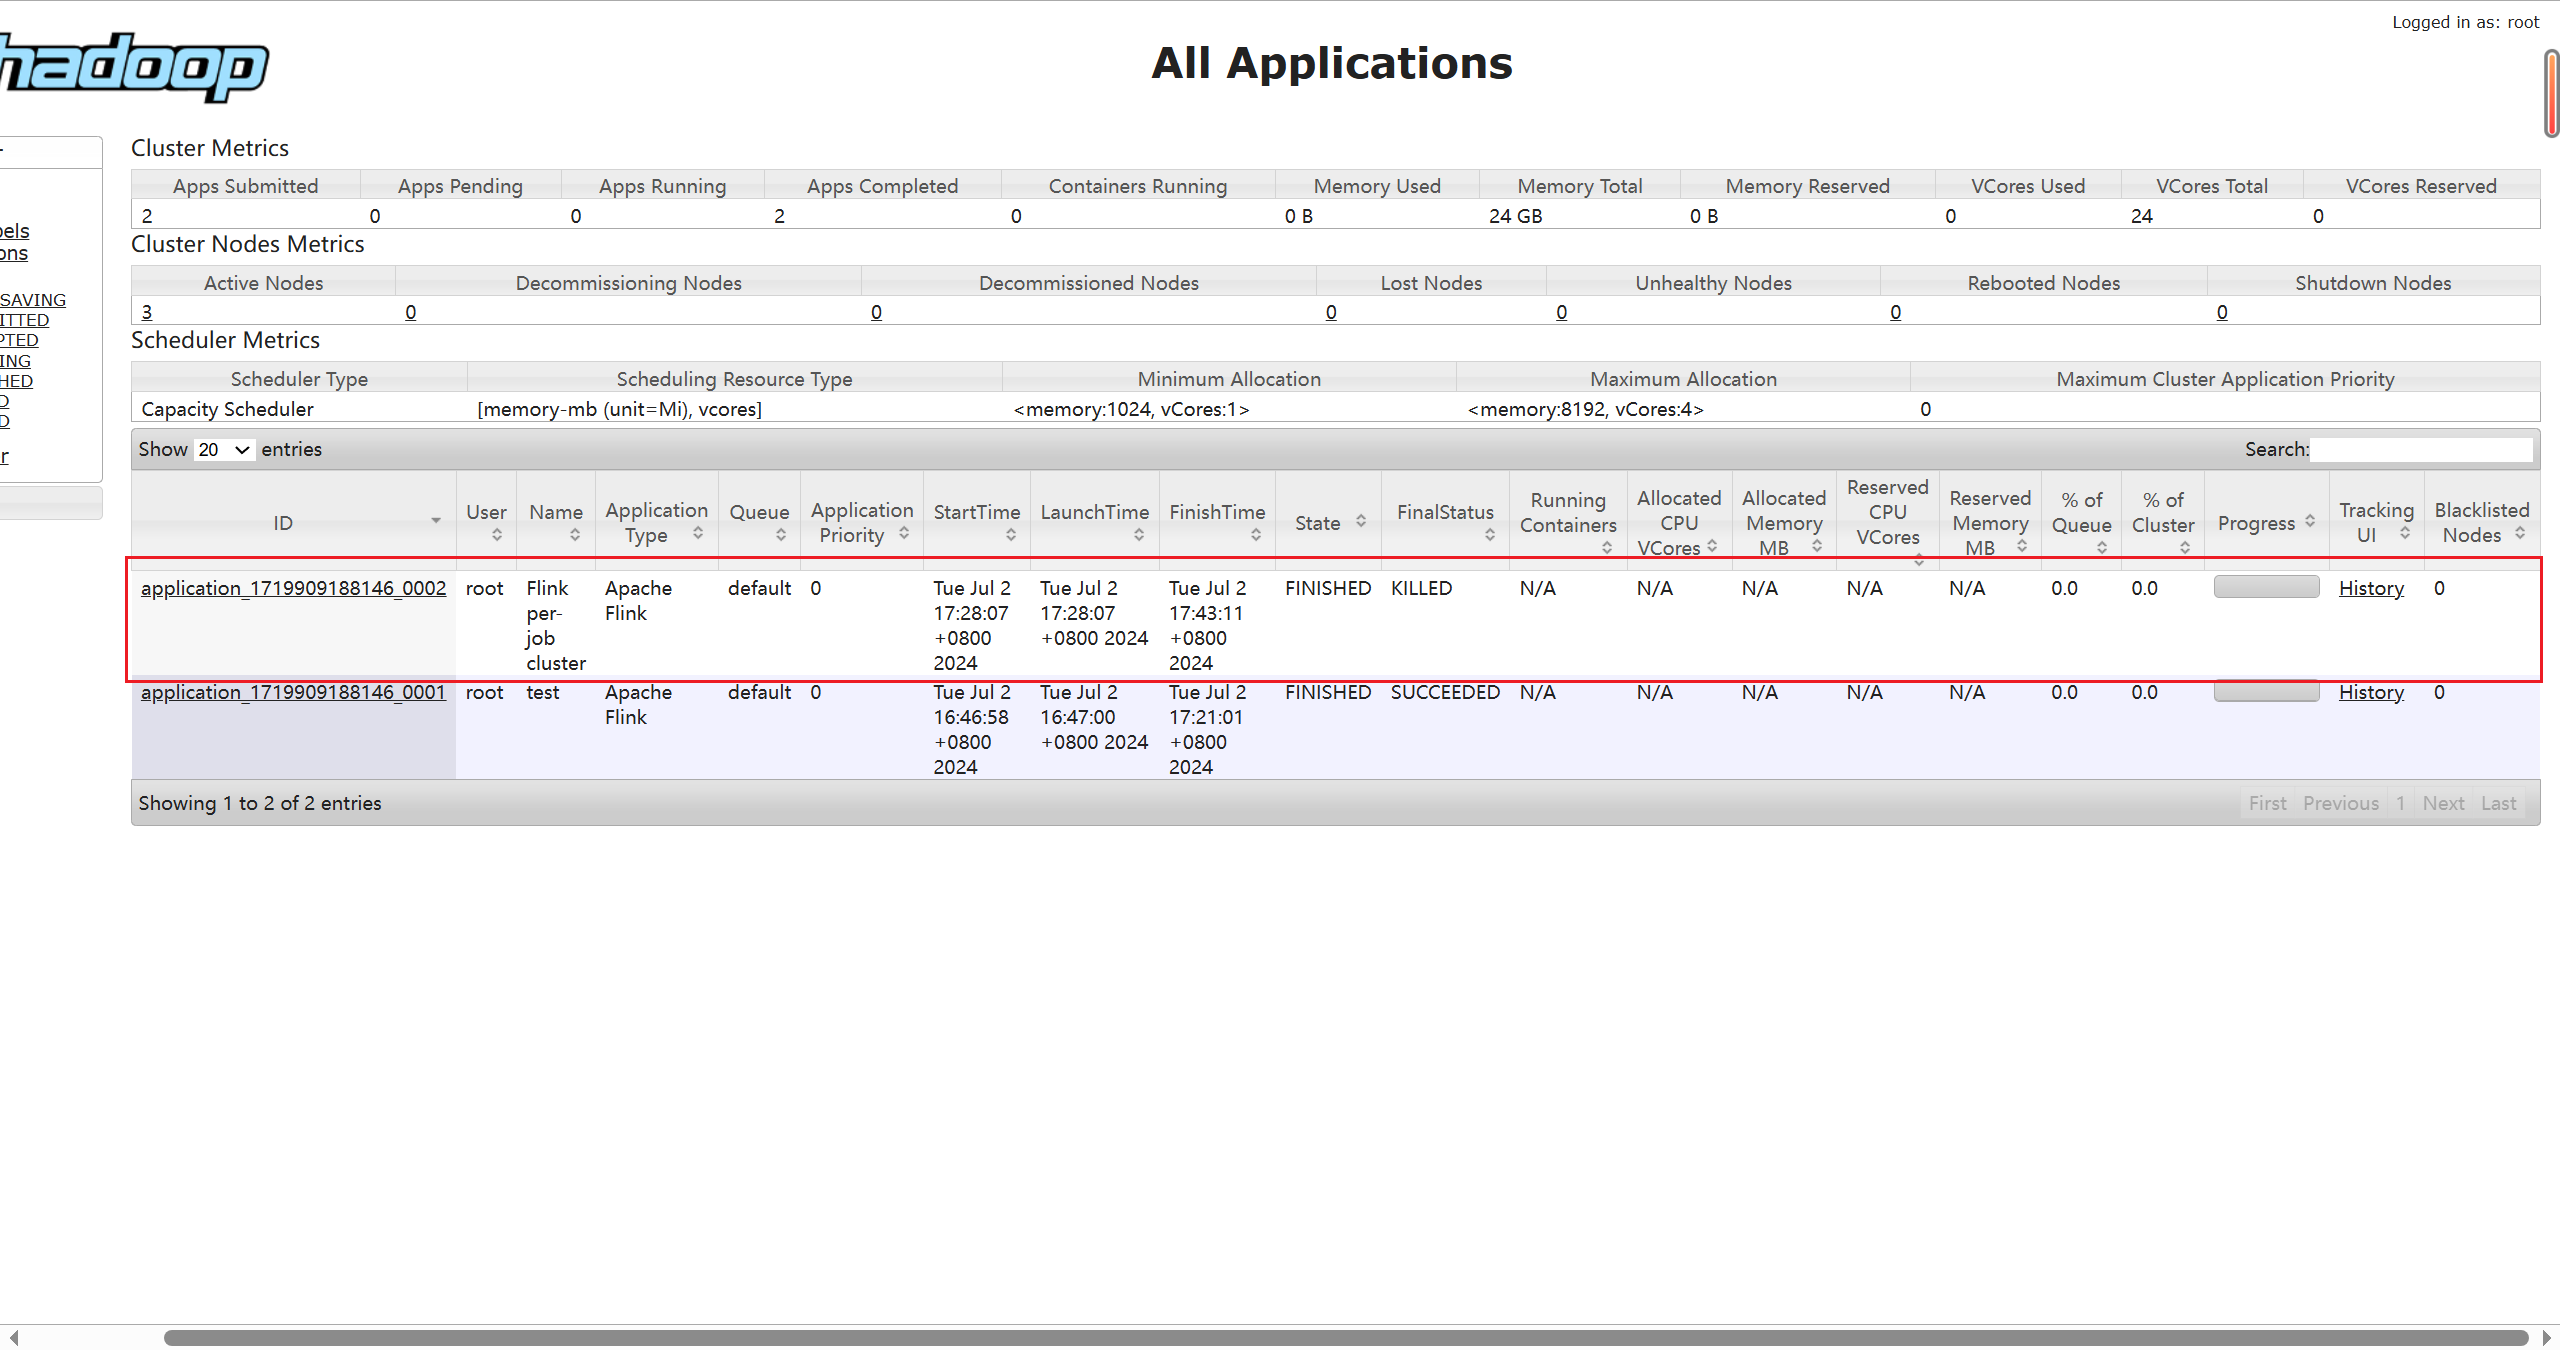 Logged in as: root
hadoop
All Applications
Cluster Metrics
Apps Submitted Apps Pending Apps Running Apps Completed Containers Running Memory Used Memory Total Memory Reserved VCores Used VCores Total VCores Reserved
2 0 0 2 0 0 B 24 GB 0 B 0 24 0
Cluster Nodes Metrics
Active Nodes Decommissioning Nodes Decommissioned Nodes Lost Nodes Unhealthy Nodes Rebooted Nodes Shutdown Nodes
3 0 0 0 0 0 0
Scheduler Metrics
Scheduler Type Scheduling Resource Type Minimum Allocation Maximum Allocation Maximum Cluster Application Priority
Capacity Scheduler [memory-mb (unit=Mi), vcores] <memory:1024, vCores:1> <memory:8192, vCores:4> 0
bels
ons
SAVING
ITTED
PTED
ING
HED
D
D
r
Show 20 entries Search:
ID User Name Application Type Queue Application Priority StartTime LaunchTime FinishTime State FinalStatus Running Containers Allocated CPU VCores Allocated Memory MB Reserved CPU VCores Reserved Memory MB % of Queue % of Cluster Progress Tracking UI Blacklisted Nodes
application_1719909188146_0002 root Flink per-job cluster Apache Flink default 0 Tue Jul 2 17:28:07 +0800 2024 Tue Jul 2 17:28:07 +0800 2024 Tue Jul 2 17:43:11 +0800 2024 FINISHED KILLED N/A N/A N/A N/A N/A 0.0 0.0 History 0
application_1719909188146_0001 root test Apache Flink default 0 Tue Jul 2 16:46:58 +0800 2024 Tue Jul 2 16:47:00 +0800 2024 Tue Jul 2 17:21:01 +0800 2024 FINISHED SUCCEEDED N/A N/A N/A N/A N/A 0.0 0.0 History 0
Showing 1 to 2 of 2 entries First Previous 1 Next Last